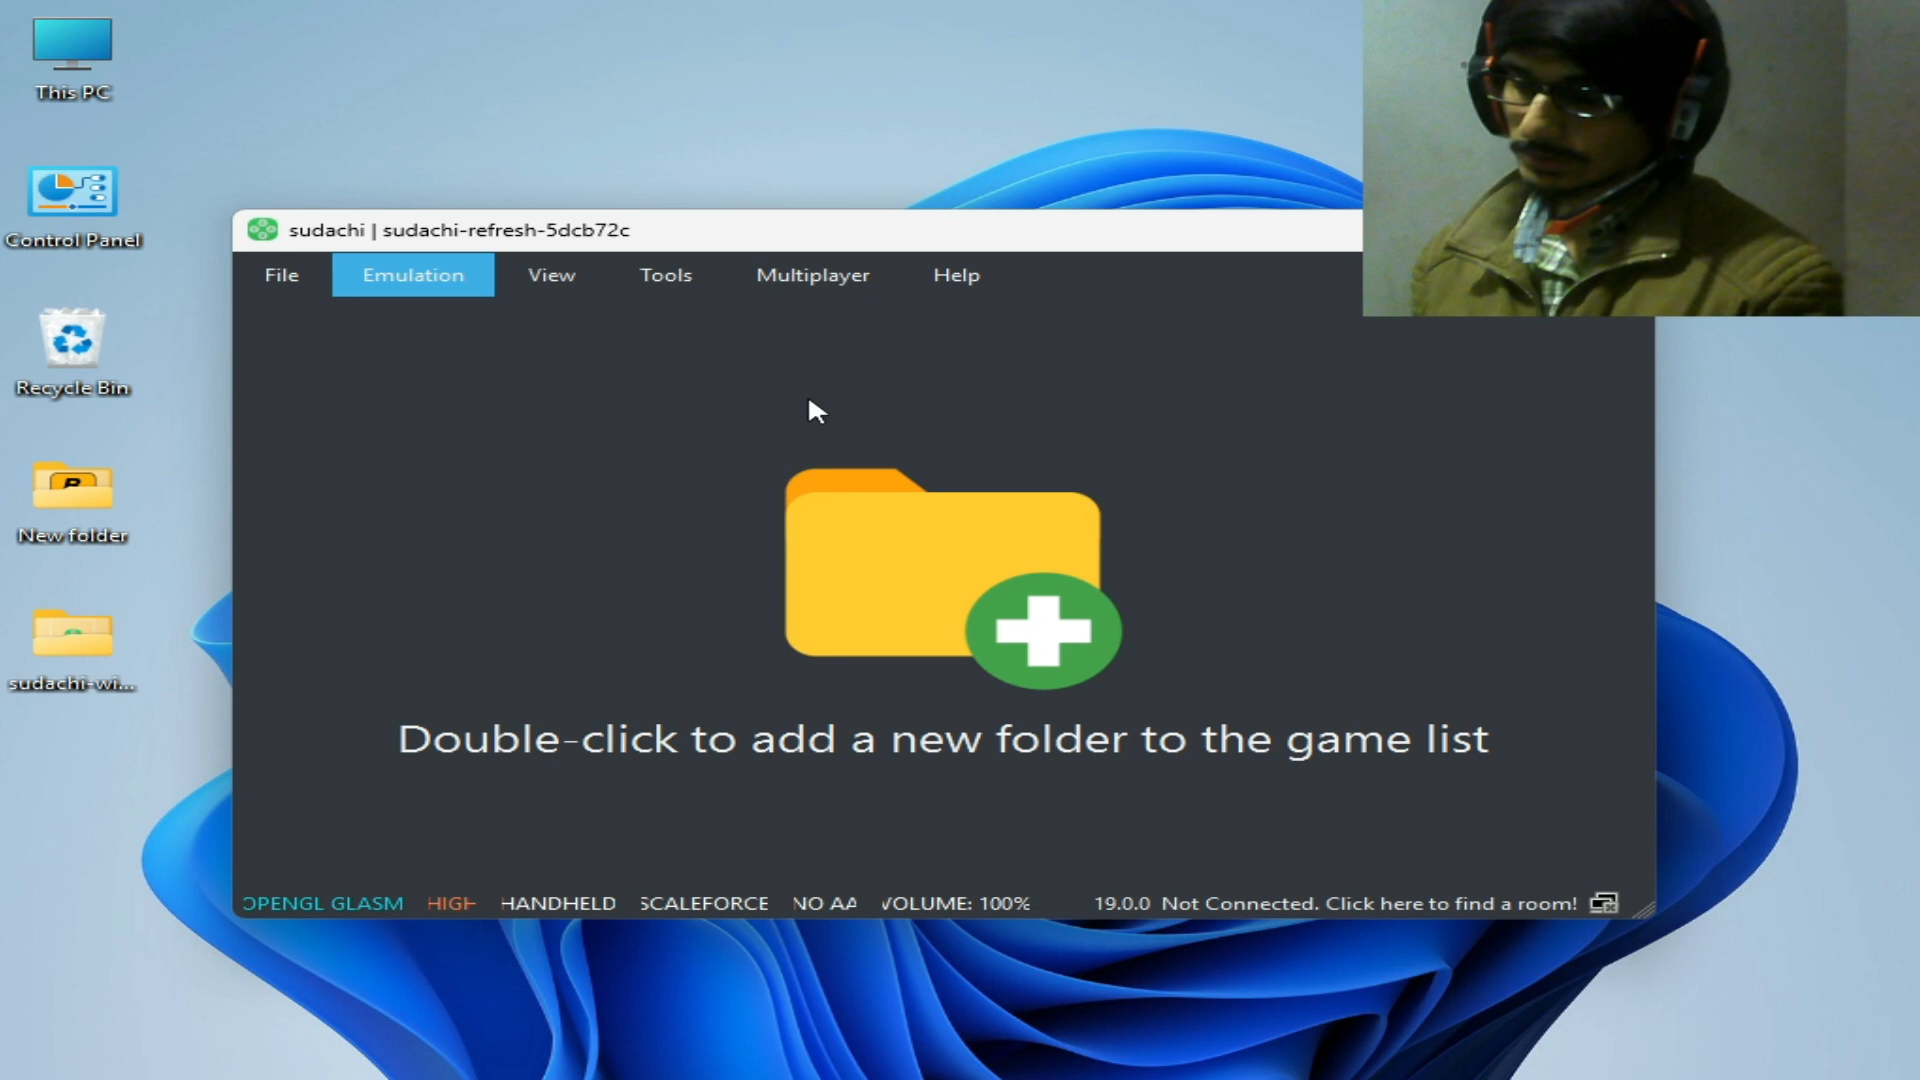 This PC
Control Panel
Recycle Bin
New folder
sudachi-wi...
sudachi | sudachi-refresh-5dcb72c
File Emulation View Tools Multiplayer Help
Double-click to add a new folder to the game list
OPENGL GLASM HIGH HANDHELD SCALEFORCE NO AA VOLUME: 100% 19.0.0 Not Connected. Click here to find a room!